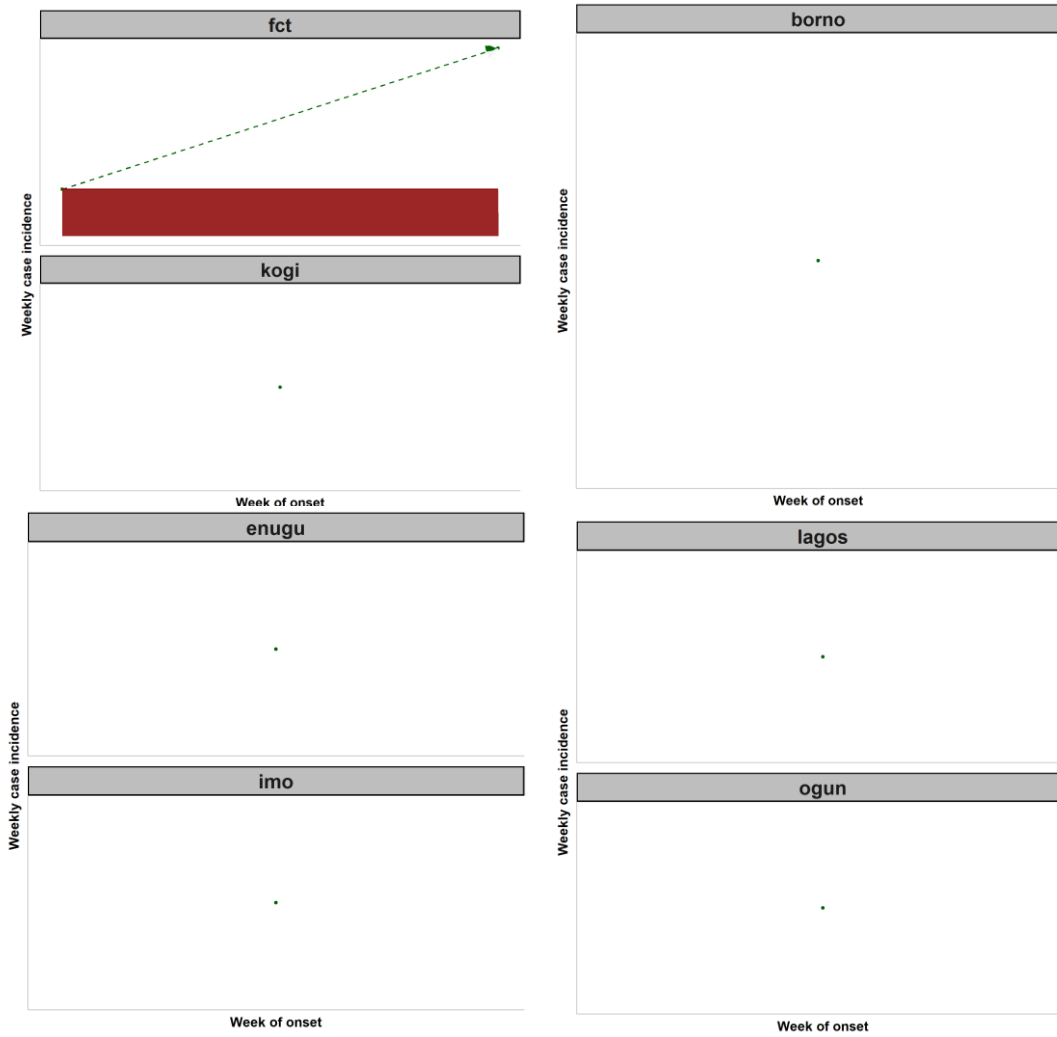 fct
Weekly case incidence
kogi
Week of onset
borno
Weekly case incidence
Week of onset
enugu
Weekly case incidence
imo
Week of onset
lagos
Weekly case incidence
ogun
Week of onset